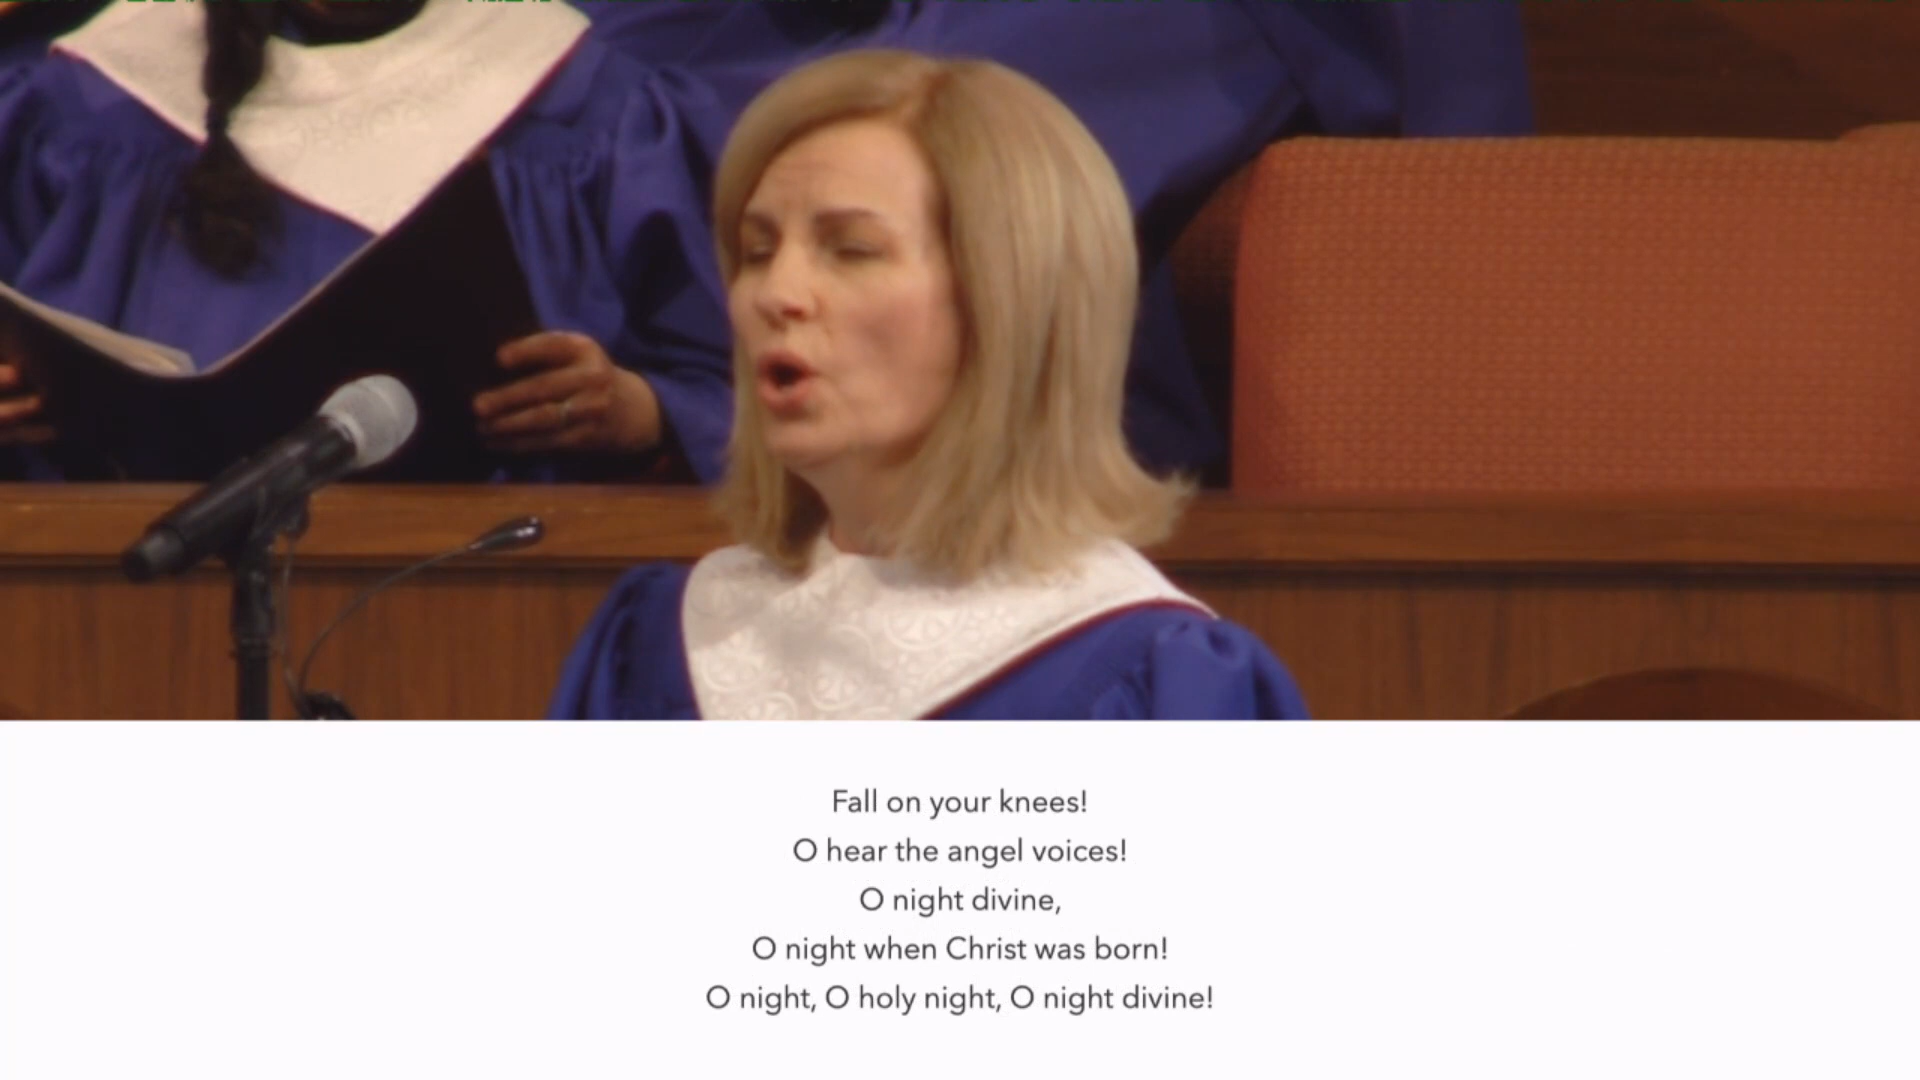 Fall on your knees!
O hear the angel voices!
O night divine,
O night when Christ was born!
O night, O holy night, O night divine!